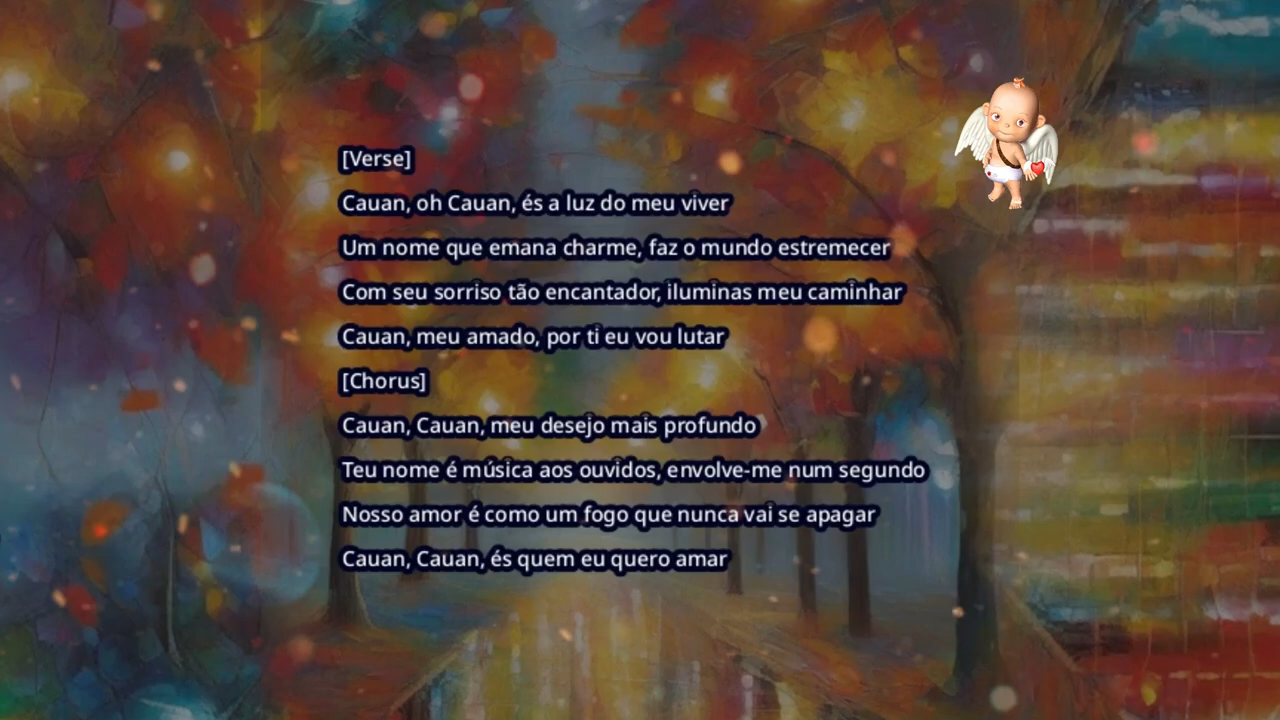 [Verse]
Cauan, oh Cauan, és a luz do meu viver
Um nome que emana charme, faz o mundo estremecer
Com seu sorriso tão encantador, iluminas meu caminhar
Cauan, meu amado, por ti eu vou lutar
[Chorus]
Cauan, Cauan, meu desejo mais profundo
Teu nome é música aos ouvidos, envolve-me num segundo
Nosso amor é como um fogo que nunca vai se apagar
Cauan, Cauan, és quem eu quero amar